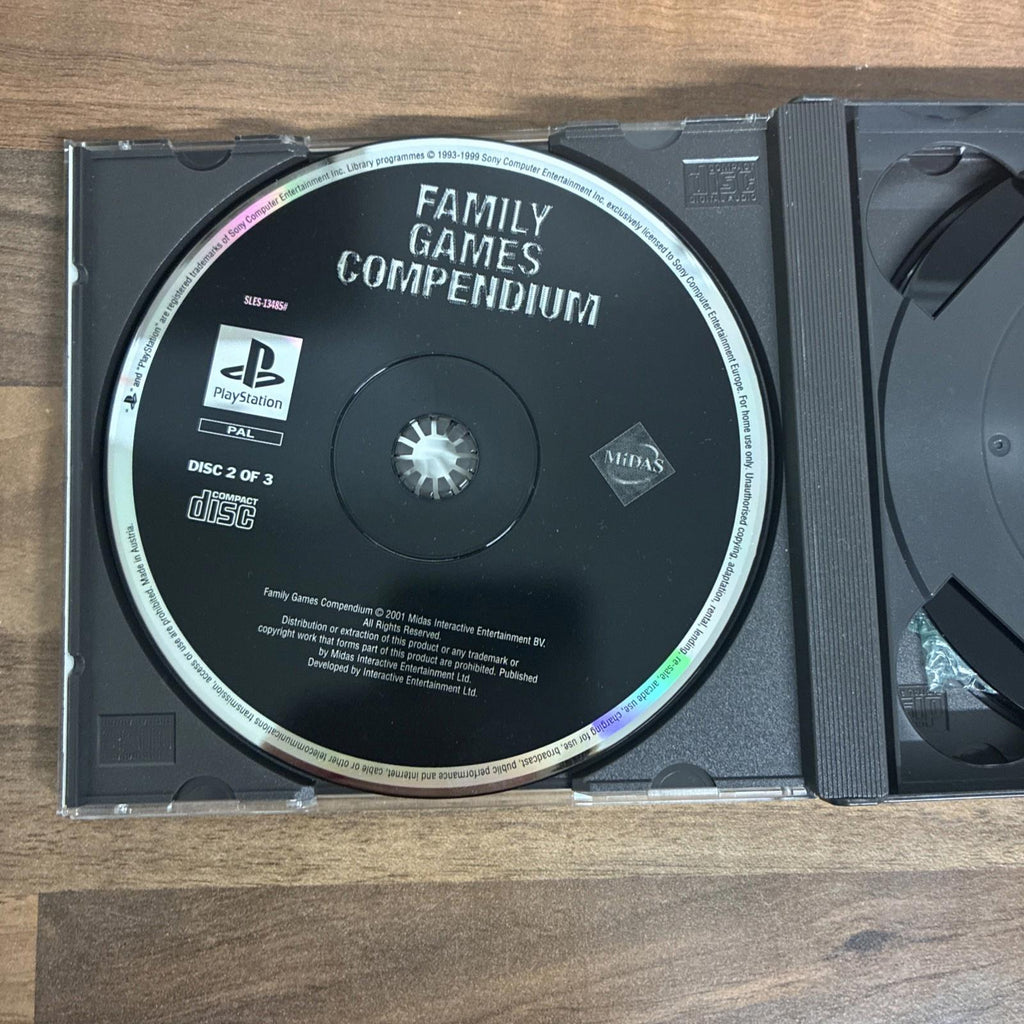 FAMILY
GAMES
COMPENDIUM
SLES-13485#
PlayStation
PAL
DISC 2 OF 3
COMPACT
disc
MiDAS
Family Games Compendium © 2001 Midas Interactive Entertainment BV.
All Rights Reserved.
Distribution or extraction of this product or any trademark or
copyright work that forms part of this product are prohibited. Published
by Midas Interactive Entertainment Ltd.
Developed by Interactive Entertainment Ltd.
" and "PlayStation" are registered trademarks of Sony Computer Entertainment Inc. Library programmes © 1993-1999 Sony Computer Entertainment Inc. exclusively licensed to Sony Computer Entertainment Europe. For home use only. Unauthorised copying, adaptation, rental, lending, re-sale, arcade use, charging for use, broadcast, public performance and internet, cable or other telecommunications transmission, access or use are prohibited. Made in Austria.
COMPACT
disc
DIGITAL AUDIO